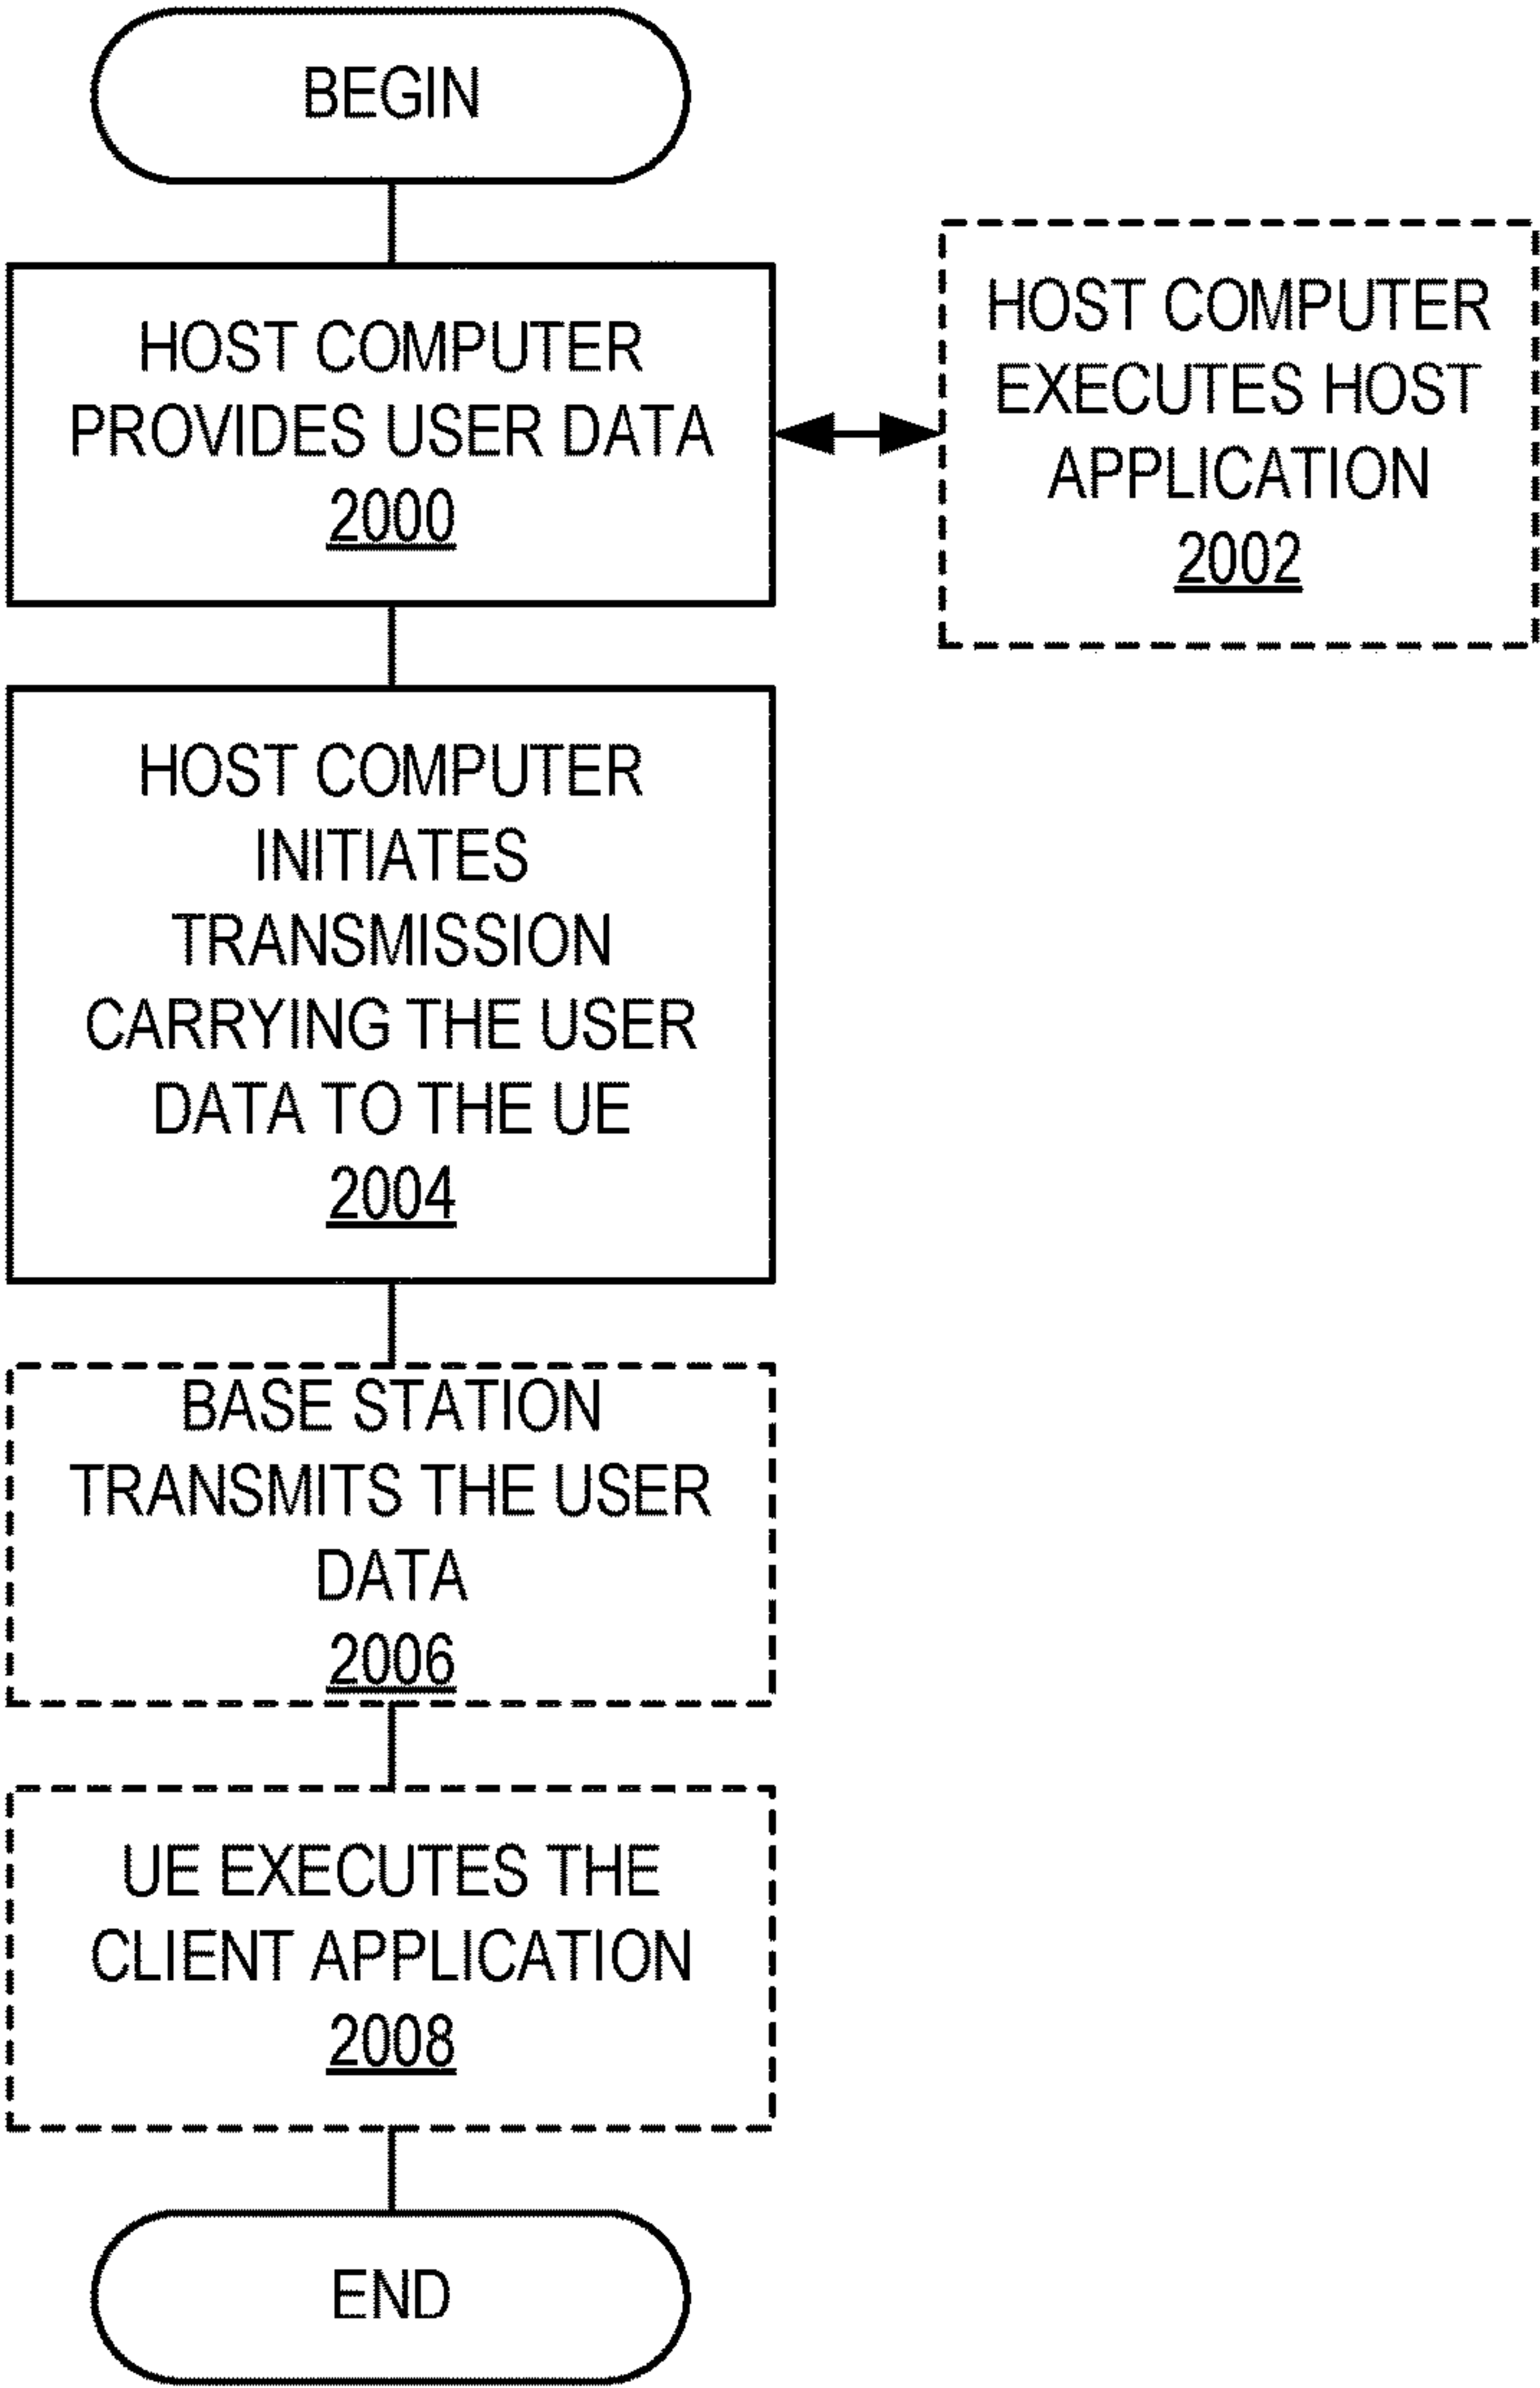 BEGIN
HOST COMPUTER
PROVIDES USER DATA
2000
HOST COMPUTER
EXECUTES HOST
APPLICATION
2002
HOST COMPUTER
INITIATES
TRANSMISSION
CARRYING THE USER
DATA TO THE UE
2004
BASE STATION
TRANSMITS THE USER
DATA
2006
UE EXECUTES THE
CLIENT APPLICATION
2008
END